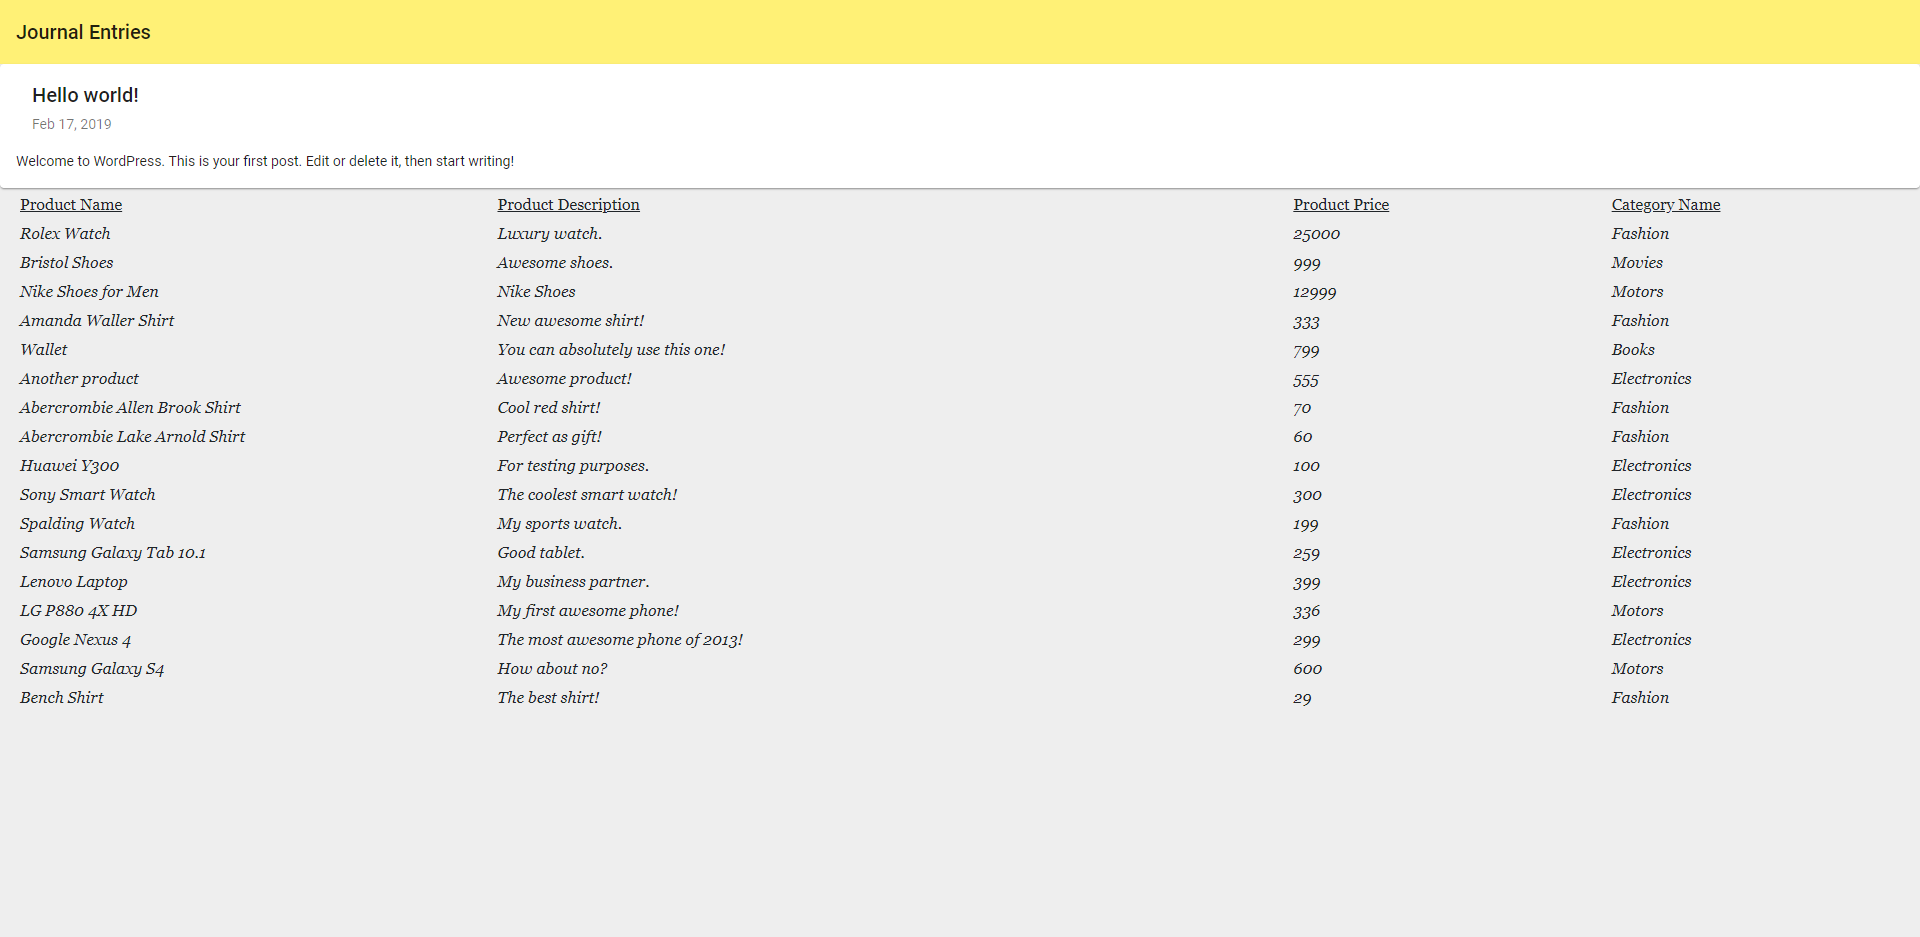 Journal Entries
Hello world!
Feb 17, 2019
Welcome to WordPress. This is your first post. Edit or delete it, then start writing!
Product Name Product Description Product Price Category Name
Rolex Watch Luxury watch. 25000 Fashion
Bristol Shoes Awesome shoes. 999 Movies
Nike Shoes for Men Nike Shoes 12999 Motors
Amanda Waller Shirt New awesome shirt! 333 Fashion
Wallet You can absolutely use this one! 799 Books
Another product Awesome product! 555 Electronics
Abercrombie Allen Brook Shirt Cool red shirt! 70 Fashion
Abercrombie Lake Arnold Shirt Perfect as gift! 60 Fashion
Huawei Y300 For testing purposes. 100 Electronics
Sony Smart Watch The coolest smart watch! 300 Electronics
Spalding Watch My sports watch. 199 Fashion
Samsung Galaxy Tab 10.1 Good tablet. 259 Electronics
Lenovo Laptop My business partner. 399 Electronics
LG P880 4X HD My first awesome phone! 336 Motors
Google Nexus 4 The most awesome phone of 2013! 299 Electronics
Samsung Galaxy S4 How about no? 600 Motors
Bench Shirt The best shirt! 29 Fashion